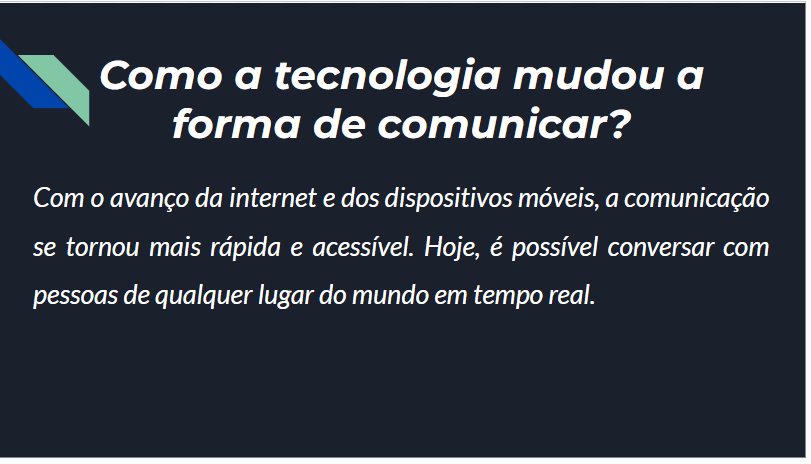 Como a tecnologia mudou a
forma de comunicar?
Com o avanço da internet e dos dispositivos móveis, a comunicação
se tornou mais rápida e acessível. Hoje, é possível conversar com
pessoas de qualquer lugar do mundo em tempo real.